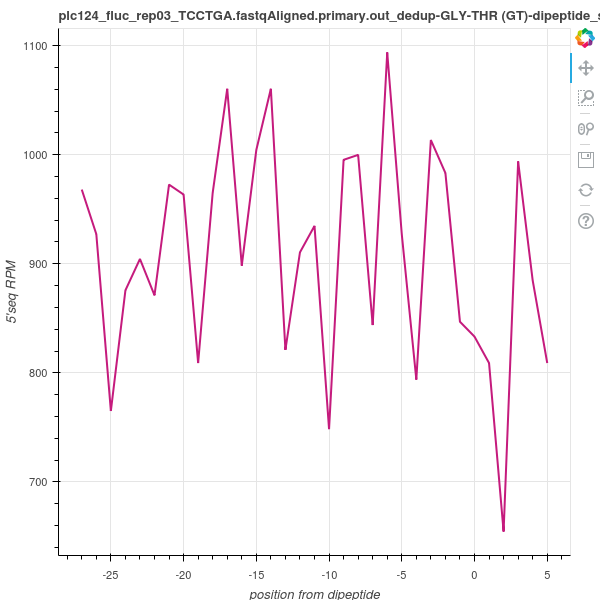 plc124_fluc_rep03_TCCTGA.fastqAligned.primary.out_dedup-GLY-THR (GT)-dipeptide_s
1100
1000
900
800
700
5'seq RPM
-25 -20 -15 -10 -5 0 5
position from dipeptide